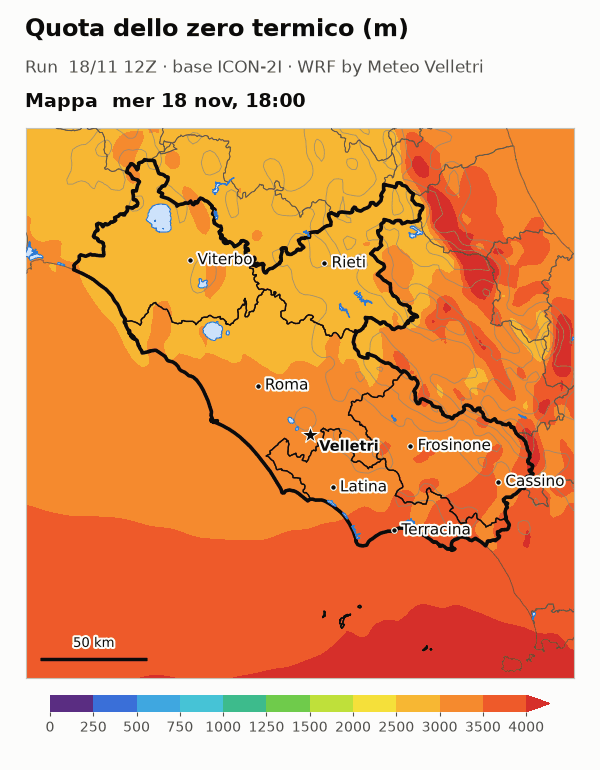 Quota dello zero termico (m)
Run  18/11 12Z · base ICON-2I · WRF by Meteo Velletri
Mappa  mer 18 nov, 18:00
Viterbo
Rieti
Roma
Velletri
Frosinone
Latina
Cassino
Terracina
50 km
0 250 500 750 1000 1250 1500 2000 2500 3000 3500 4000